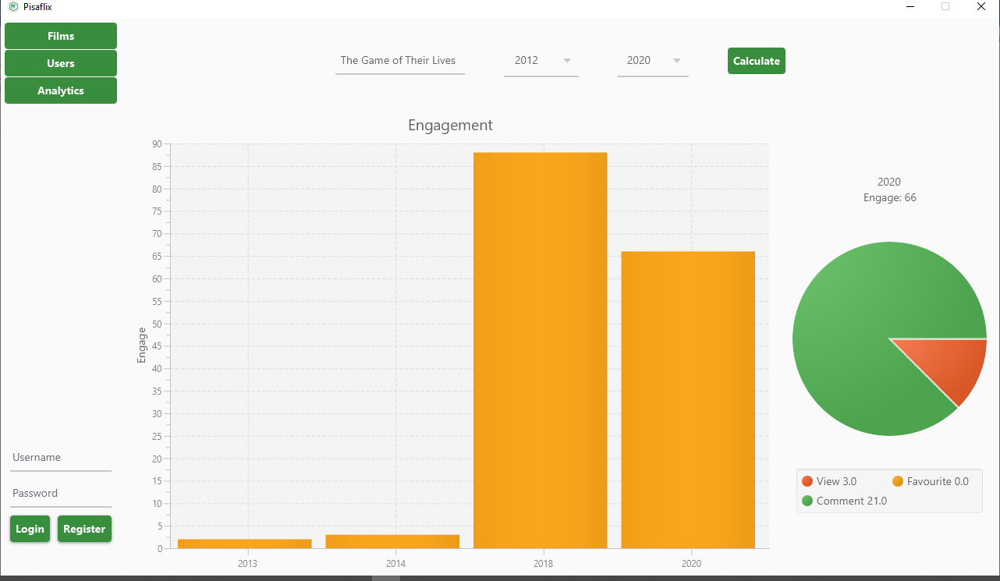 Pisaflix
Films
Users
Analytics
The Game of Their Lives
2012
2020
Calculate
Engagement
90
85
80
75
70
65
60
55
50
45
40
35
30
25
20
15
10
5
0
Engage
2013
2014
2018
2020
2020
Engage: 66
View 3.0
Favourite 0.0
Comment 21.0
Username
Password
Login
Register